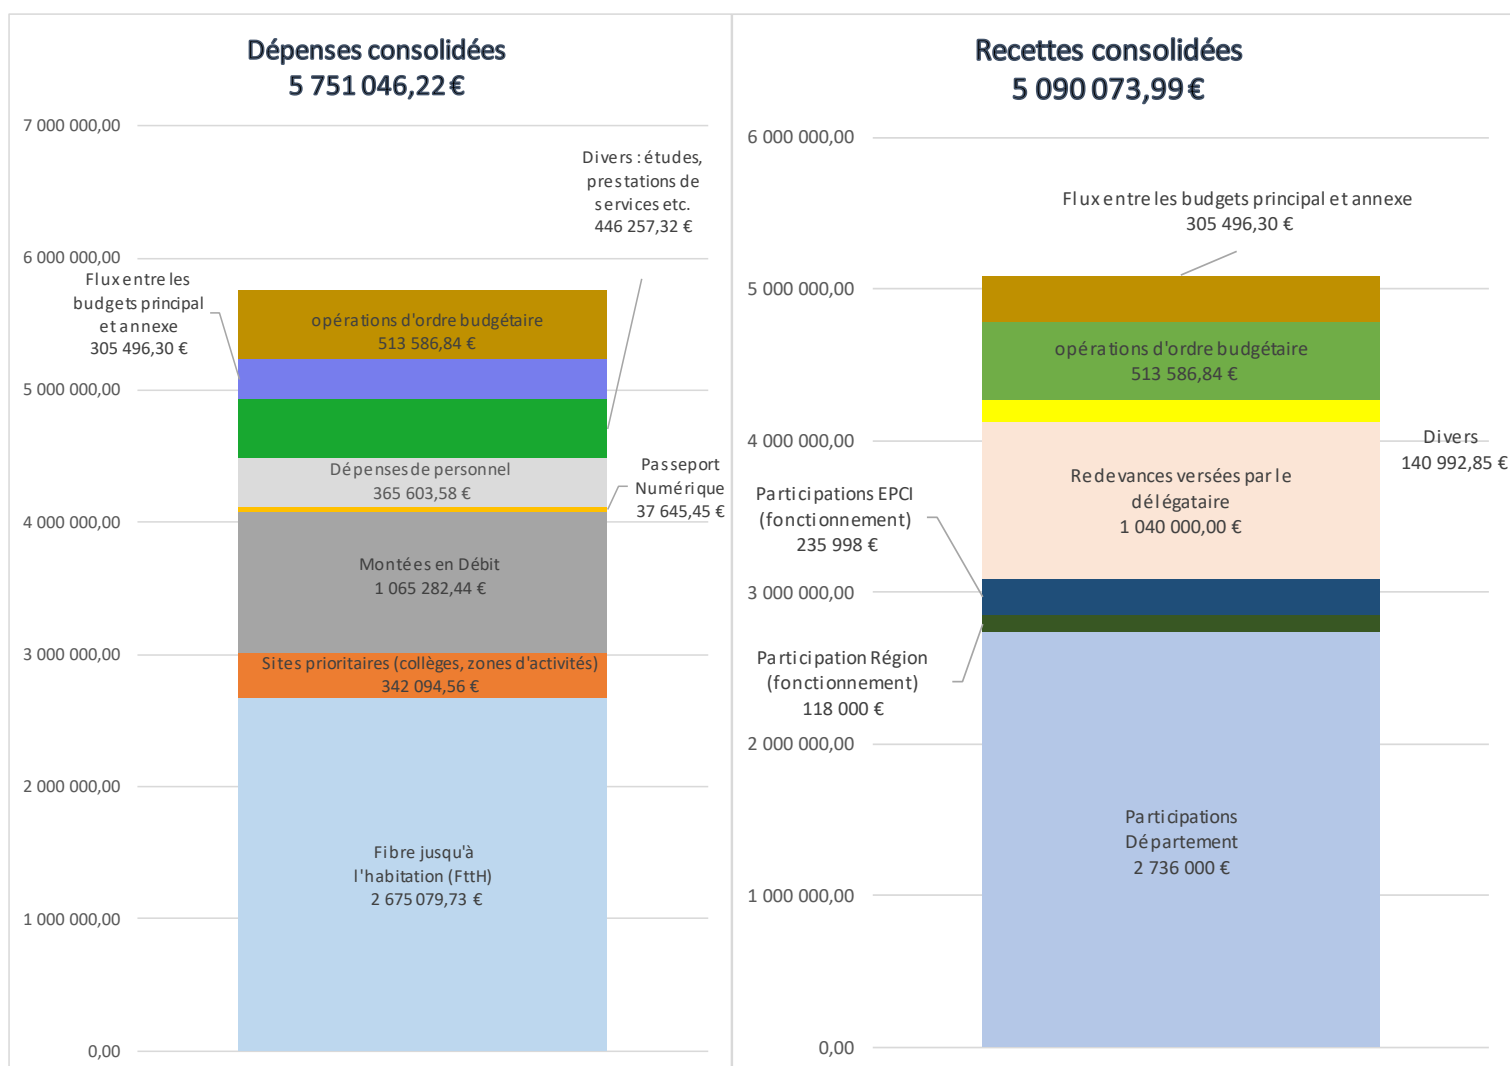 Dépenses consolidées
5 751 046,22 €
7 000 000,00
6 000 000,00
5 000 000,00
4 000 000,00
3 000 000,00
2 000 000,00
1 000 000,00
0,00
Divers : études,
prestations de
services etc.
446 257,32 €
Flux entre les
budgets principal
et annexe
305 496,30 €
opérations d'ordre budgétaire
513 586,84 €
Dépenses de personnel
365 603,58 €
Passeport
Numérique
37 645,45 €
Montées en Débit
1 065 282,44 €
Sites prioritaires (collèges, zones d'activités)
342 094,56 €
Fibre jusqu'à
l'habitation (FttH)
2 675 079,73 €
Recettes consolidées
5 090 073,99 €
6 000 000,00
5 000 000,00
4 000 000,00
3 000 000,00
2 000 000,00
1 000 000,00
0,00
Flux entre les budgets principal et annexe
305 496,30 €
opérations d'ordre budgétaire
513 586,84 €
Divers
140 992,85 €
Redevances versées par le
délégataire
1 040 000,00 €
Participations EPCI
(fonctionnement)
235 998 €
Participation Région
(fonctionnement)
118 000 €
Participations
Département
2 736 000 €